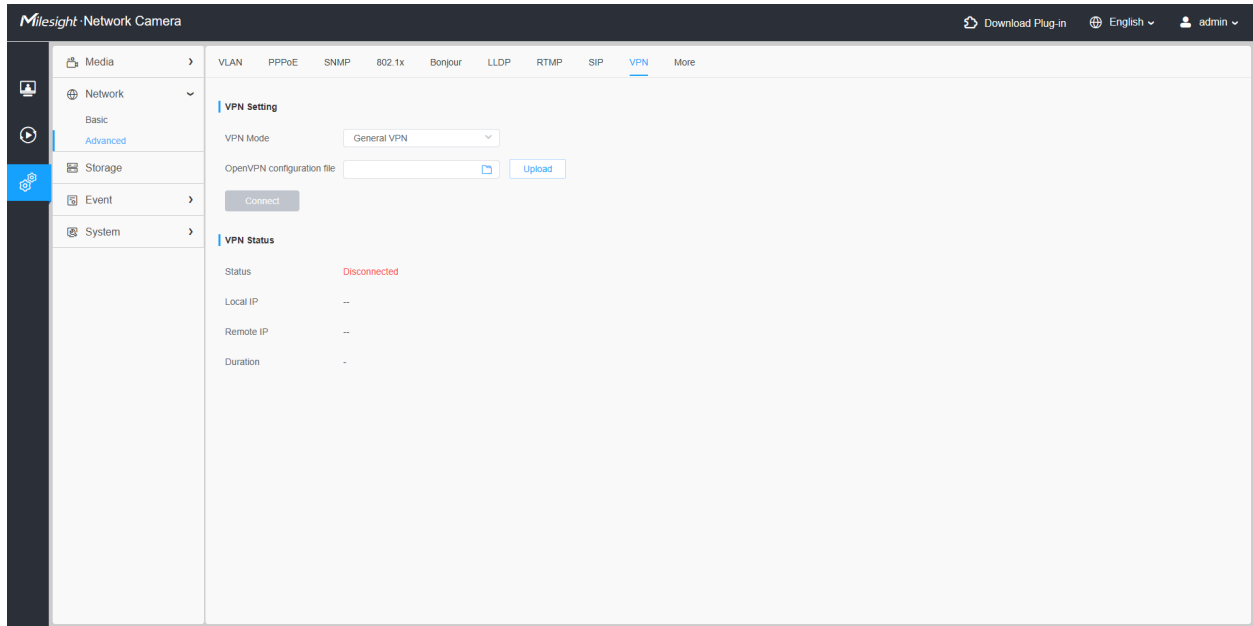 Milesight · Network Camera
Download Plug-in
English
admin
Media
Network
Basic
Advanced
Storage
Event
System
VLAN PPPoE SNMP 802.1x Bonjour LLDP RTMP SIP VPN More
VPN Setting
VPN Mode General VPN
OpenVPN configuration file Upload
Connect
VPN Status
Status Disconnected
Local IP --
Remote IP --
Duration -